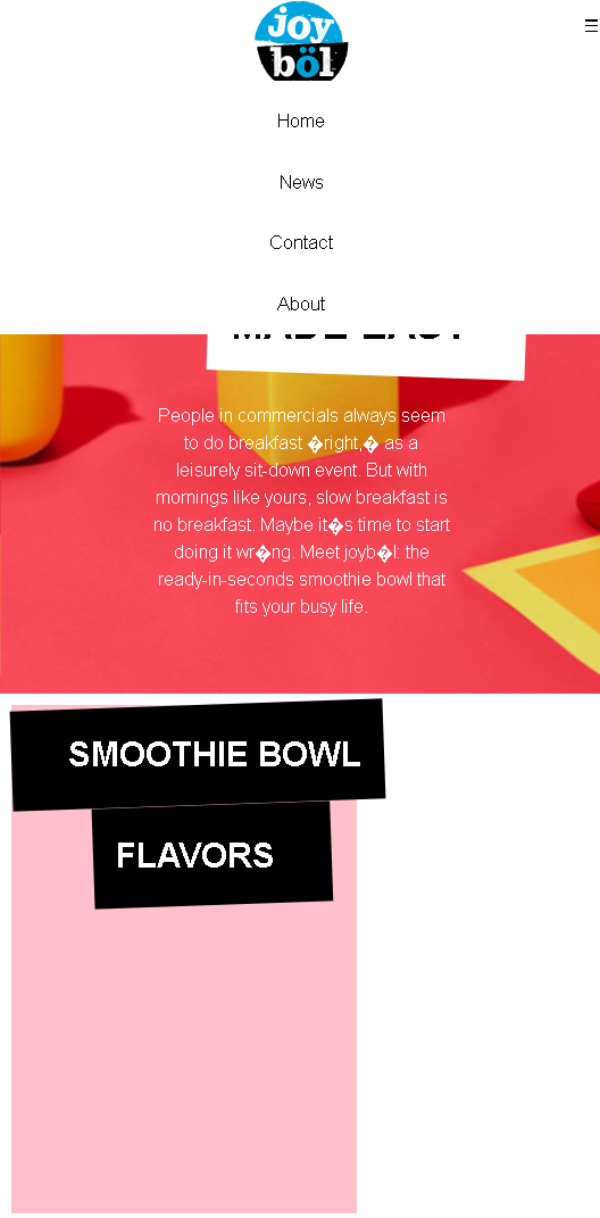 joy
böl
☰
Home
News
Contact
About
MADE EASY
People in commercials always seem
to do breakfast �right,� as a
leisurely sit-down event. But with
mornings like yours, slow breakfast is
no breakfast. Maybe it�s time to start
doing it wr�ng. Meet joyb�l: the
ready-in-seconds smoothie bowl that
fits your busy life.
SMOOTHIE BOWL
FLAVORS